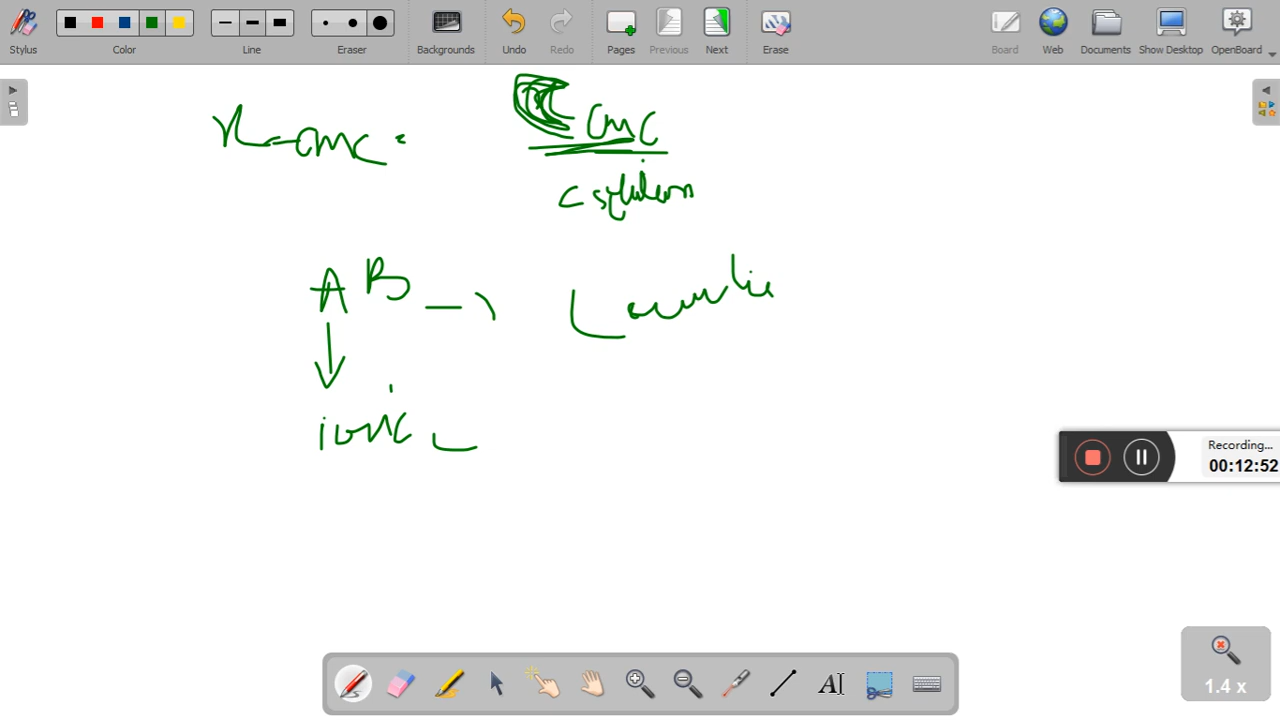 Stylus
Color
Line
Eraser
Backgrounds
Undo
Redo
Pages
Previous
Next
Erase
Board
Web
Documents
Show Desktop
OpenBoard
CMC
A B
ionic
Recording...
00:12:52
1.4 x